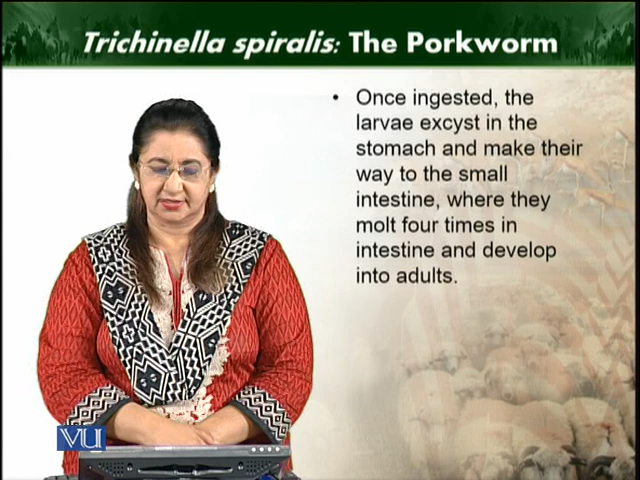 Trichinella spiralis: The Porkworm
• Once ingested, the
larvae excyst in the
stomach and make their
way to the small
intestine, where they
molt four times in
intestine and develop
into adults.
VU